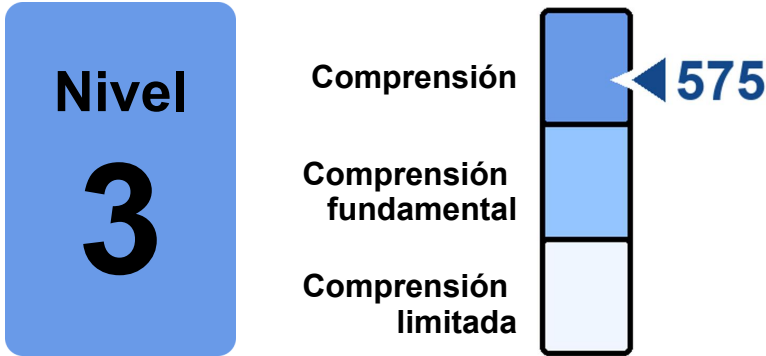 Nivel
3
Comprensión
575
Comprensión
fundamental
Comprensión
limitada